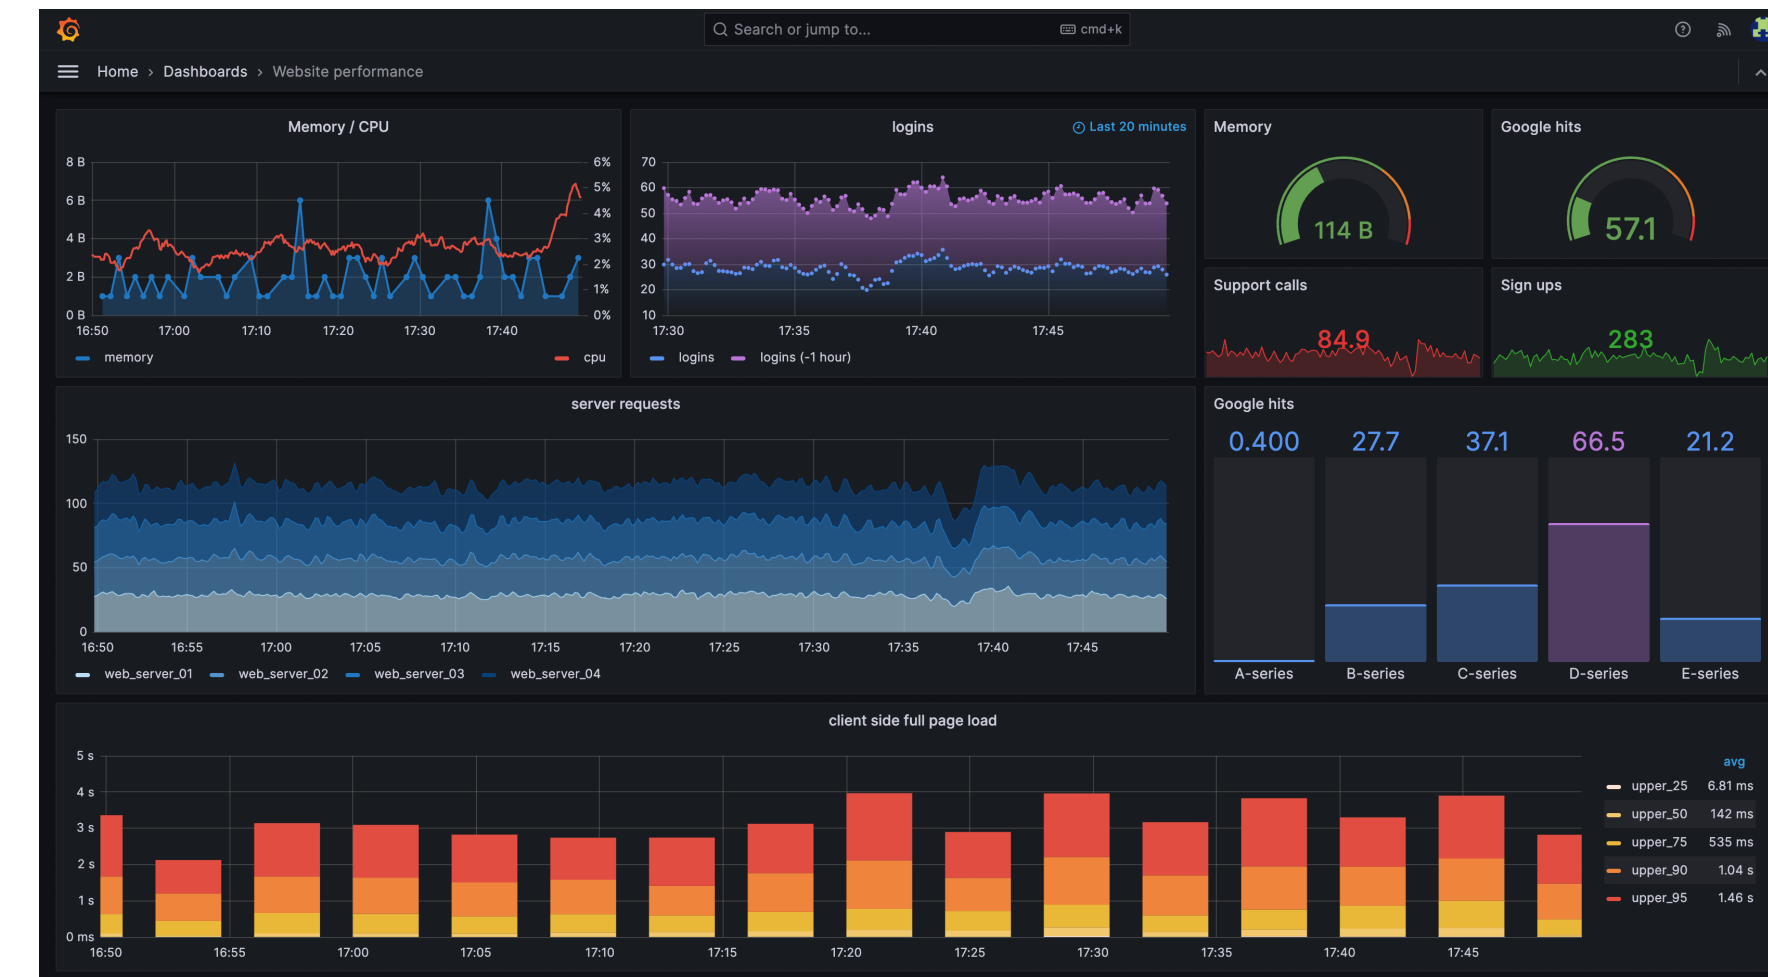 Search or jump to...
cmd+k
Home › Dashboards › Website performance
Memory / CPU
8 B
6 B
4 B
2 B
0 B
6%
5%
4%
3%
2%
1%
0%
16:50 17:00 17:10 17:20 17:30 17:40
memory
cpu
logins
Last 20 minutes
70
60
50
40
30
20
10
17:30 17:35 17:40 17:45
logins
logins (-1 hour)
Memory
114 B
Google hits
57.1
Support calls
84.9
Sign ups
283
server requests
150
100
50
0
16:50 16:55 17:00 17:05 17:10 17:15 17:20 17:25 17:30 17:35 17:40 17:45
web_server_01 web_server_02 web_server_03 web_server_04
Google hits
0.400 27.7 37.1 66.5 21.2
A-series B-series C-series D-series E-series
client side full page load
5 s
4 s
3 s
2 s
1 s
0 ms
16:50 16:55 17:00 17:05 17:10 17:15 17:20 17:25 17:30 17:35 17:40 17:45
avg
upper_25 6.81 ms
upper_50 142 ms
upper_75 535 ms
upper_90 1.04 s
upper_95 1.46 s